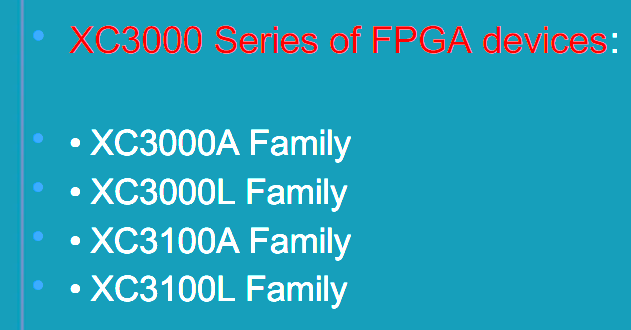 • XC3000 Series of FPGA devices:
• • XC3000A Family
• • XC3000L Family
• • XC3100A Family
• • XC3100L Family